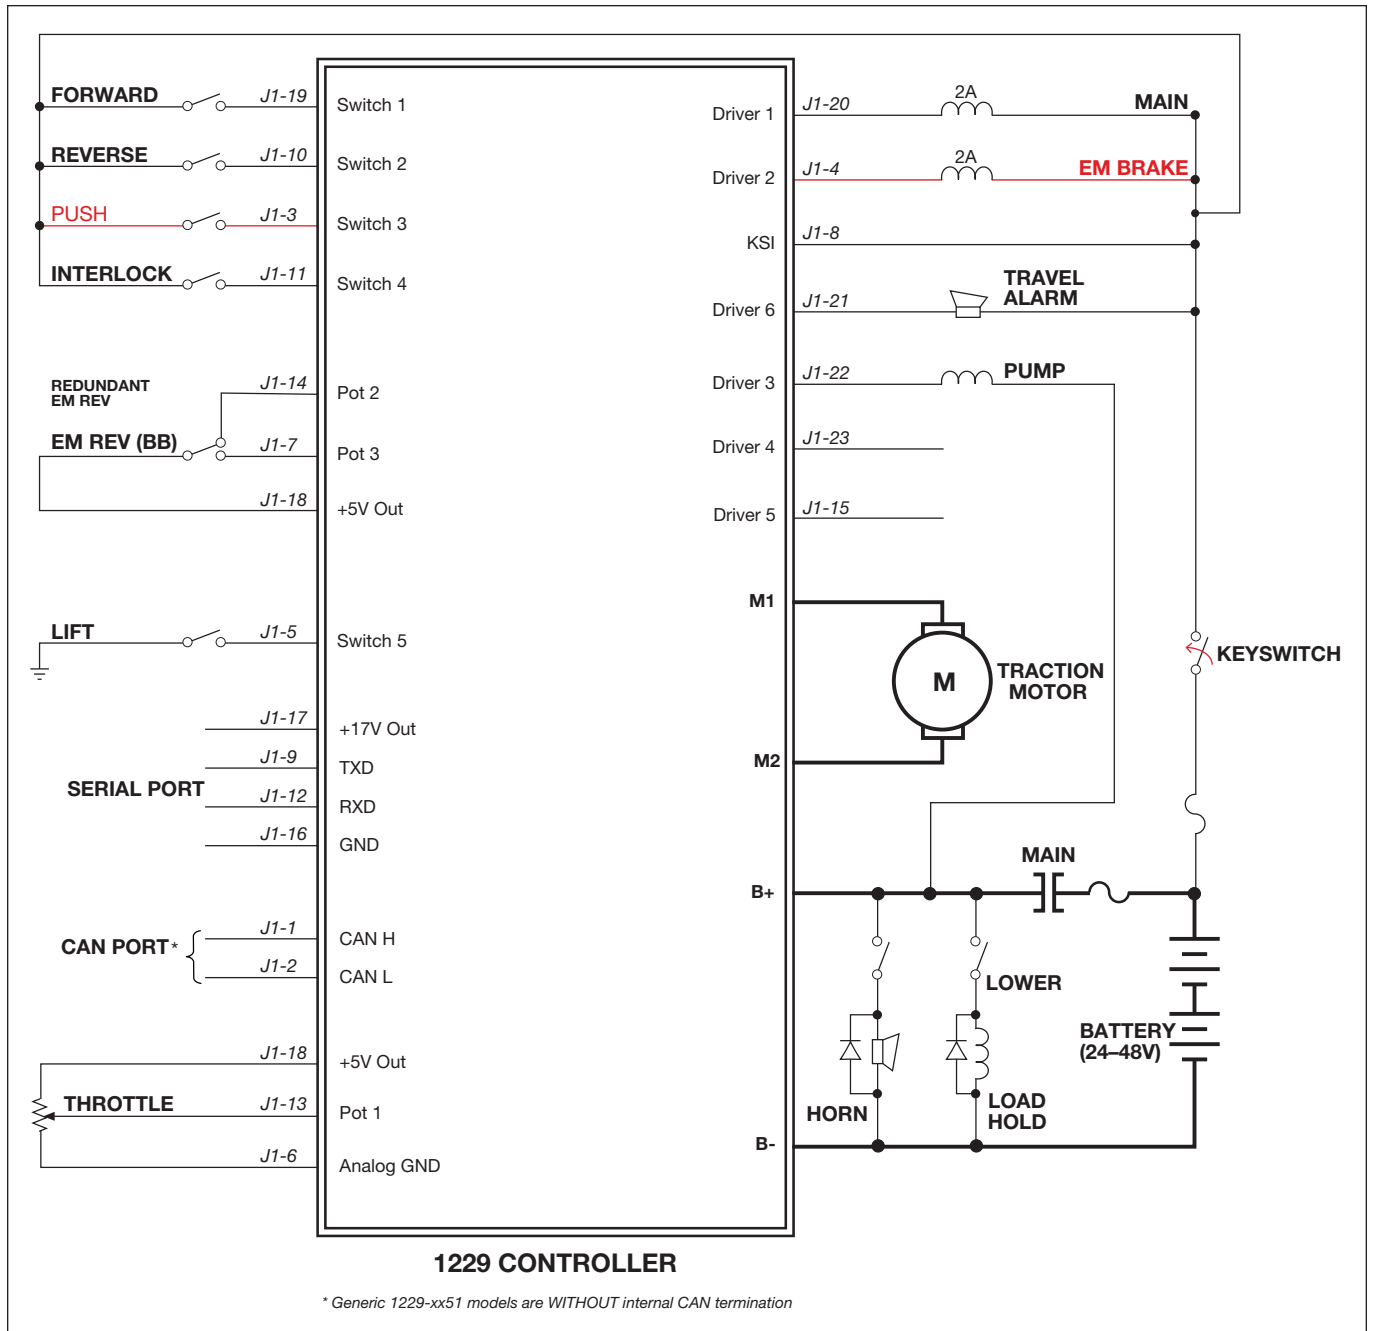 FORWARD
J1-19
Switch 1
REVERSE
J1-10
Switch 2
PUSH
J1-3
Switch 3
INTERLOCK
J1-11
Switch 4
REDUNDANT
EM REV
J1-14
Pot 2
EM REV (BB)
J1-7
Pot 3
J1-18
+5V Out
LIFT
J1-5
Switch 5
SERIAL PORT
J1-17
+17V Out
J1-9
TXD
J1-12
RXD
J1-16
GND
CAN PORT*
J1-1
CAN H
J1-2
CAN L
J1-18
+5V Out
THROTTLE
J1-13
Pot 1
J1-6
Analog GND
Driver 1
J1-20
2A
MAIN
Driver 2
J1-4
2A
EM BRAKE
KSI
J1-8
Driver 6
J1-21
TRAVEL
ALARM
Driver 3
J1-22
PUMP
Driver 4
J1-23
Driver 5
J1-15
M1
M
TRACTION
MOTOR
M2
KEYSWITCH
MAIN
B+
LOWER
BATTERY
(24–48V)
HORN
LOAD
HOLD
B-
1229 CONTROLLER
* Generic 1229-xx51 models are WITHOUT internal CAN termination